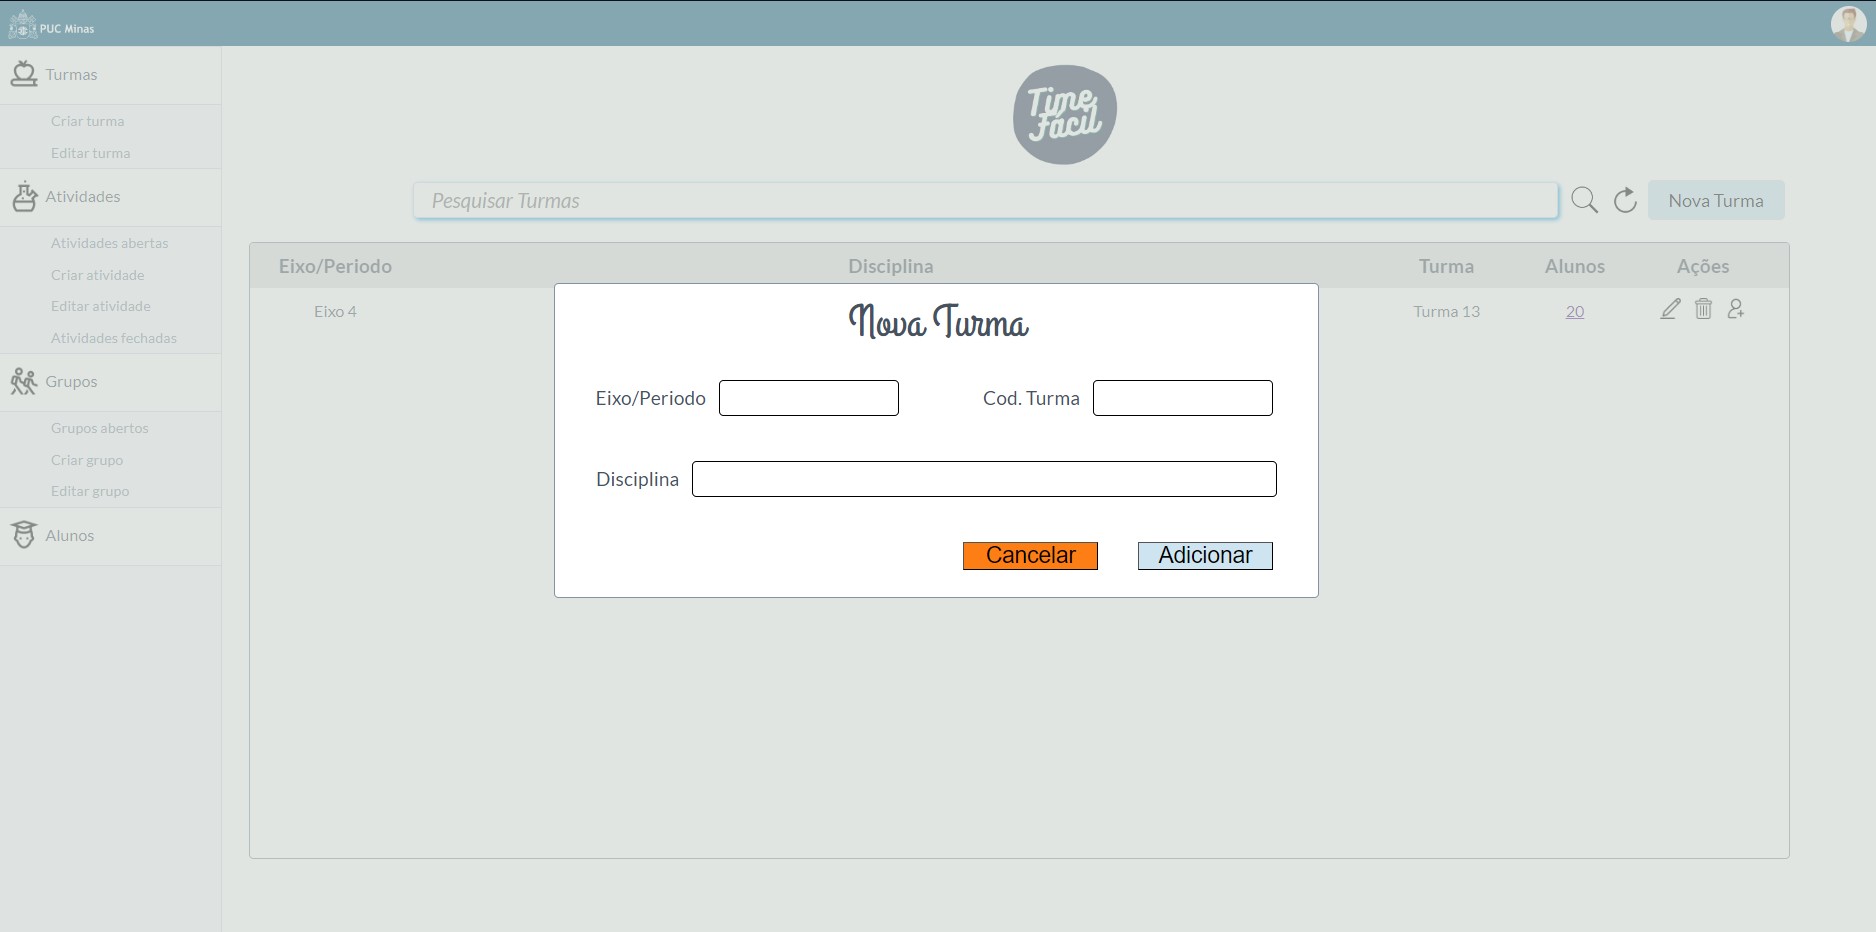 PUC Minas
Turmas
Criar turma
Editar turma
Atividades
Atividades abertas
Criar atividade
Editar atividade
Atividades fechadas
Grupos
Grupos abertos
Criar grupo
Editar grupo
Alunos
Time
Fácil
Pesquisar Turmas
Nova Turma
Eixo/Periodo Disciplina Turma Alunos Ações
Eixo 4 Turma 13 20
Nova Turma
Eixo/Periodo Cod. Turma
Disciplina
Cancelar Adicionar